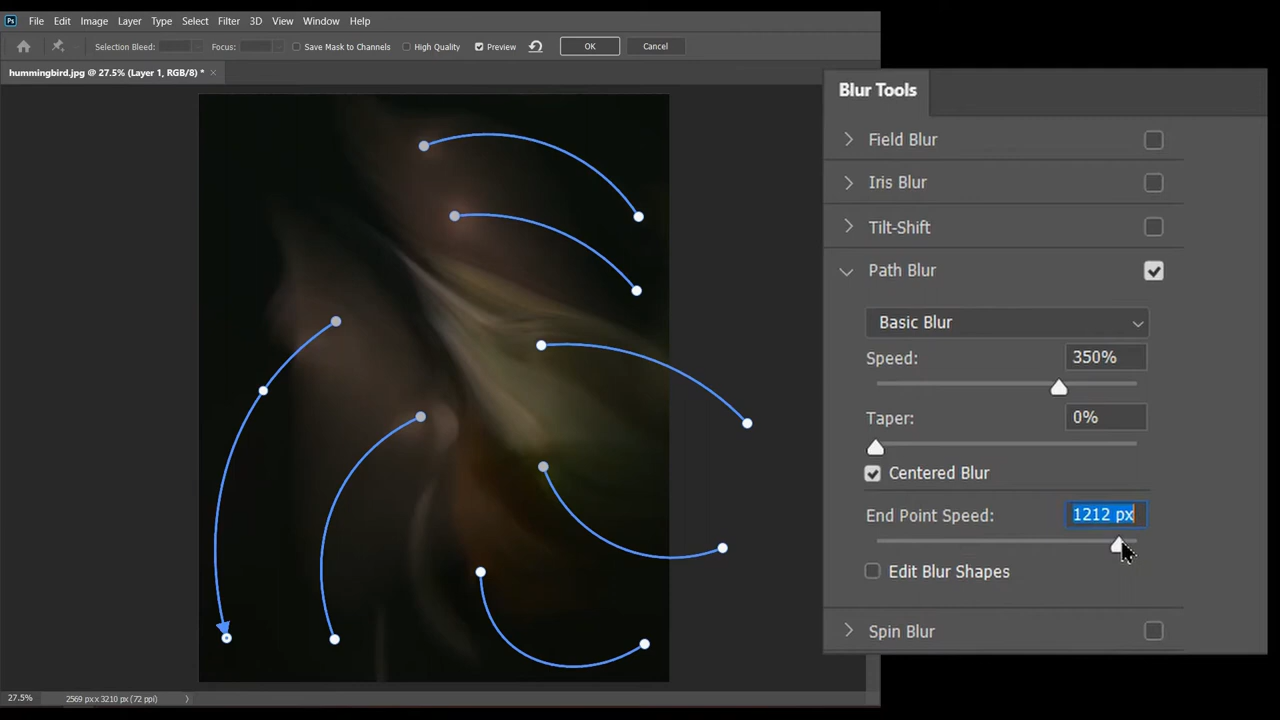 Ps File Edit Image Layer Type Select Filter 3D View Window Help
Selection Bleed: Focus: Save Mask to Channels High Quality Preview OK Cancel
hummingbird.jpg @ 27.5% (Layer 1, RGB/8) * ×
Blur Tools
Field Blur
Iris Blur
Tilt-Shift
Path Blur
Basic Blur
Speed: 350%
Taper: 0%
Centered Blur
End Point Speed: 1212 px
Edit Blur Shapes
Spin Blur
27.5% 2569 px x 3210 px (72 ppi)